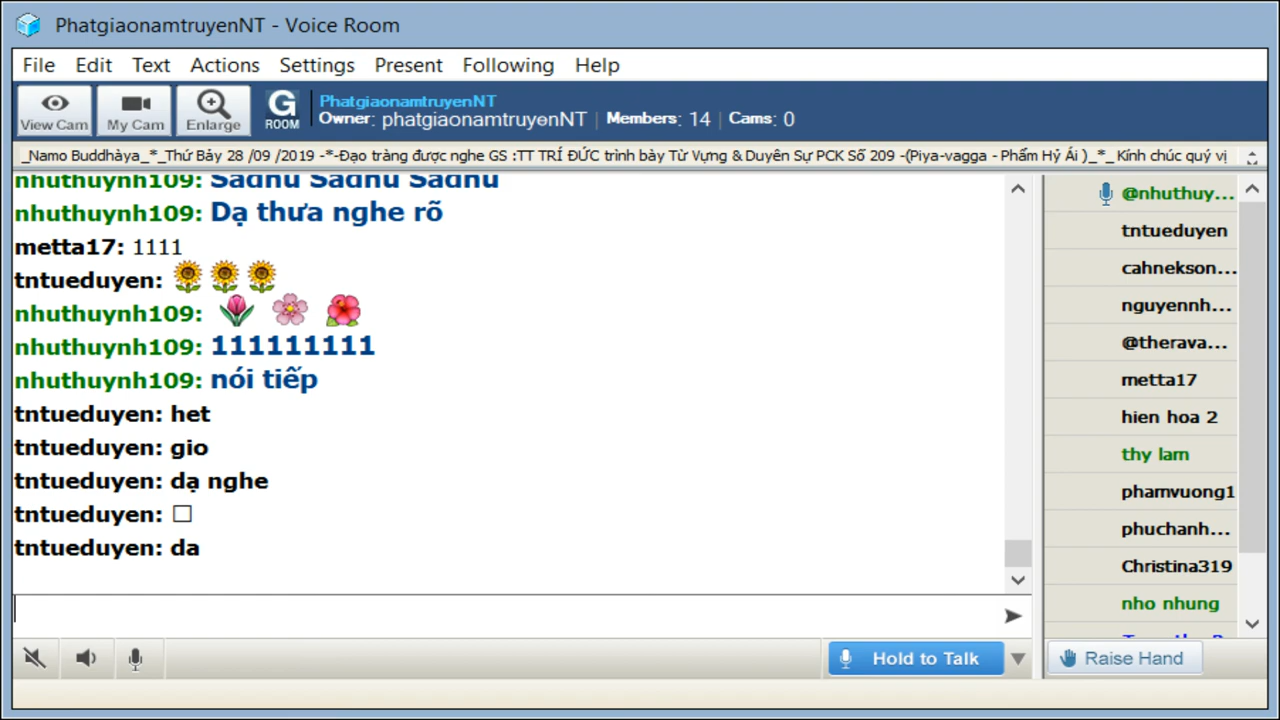 PhatgiaonamtruyenNT - Voice Room
File Edit Text Actions Settings Present Following Help
View Cam My Cam Enlarge G ROOM
PhatgiaonamtruyenNT
Owner: phatgiaonamtruyenNT | Members: 14 | Cams: 0
_Namo Buddhàya_*_Thứ Bảy 28 /09 /2019 -*-Đạo tràng được nghe GS :TT TRÍ ĐỨC trình bày Từ Vựng & Duyên Sự PCK Số 209 -(Piya-vagga - Phẩm Hỷ Ái )_*_ Kính chúc quý vị
nhuthuynh109: Sadhu Sadhu Sadhu
nhuthuynh109: Dạ thưa nghe rõ
metta17: 1111
tntueduyen:
nhuthuynh109:
nhuthuynh109: 111111111
nhuthuynh109: nói tiếp
tntueduyen: het
tntueduyen: gio
tntueduyen: dạ nghe
tntueduyen: □
tntueduyen: da
@nhuthuy...
tntueduyen
cahnekson...
nguyennh...
@therava...
metta17
hien hoa 2
thy lam
phamvuong1
phuchanh...
Christina319
nho nhung
Hold to Talk
Raise Hand